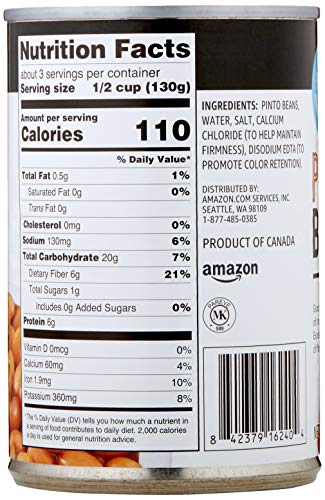 Nutrition Facts
about 3 servings per container
Serving size 1/2 cup (130g)
Amount per serving
Calories 110
% Daily Value*
Total Fat 0.5g 1%
Saturated Fat 0g 0%
Trans Fat 0g
Cholesterol 0mg 0%
Sodium 130mg 6%
Total Carbohydrate 20g 7%
Dietary Fiber 6g 21%
Total Sugars 1g
Includes 0g Added Sugars 0%
Protein 6g
Vitamin D 0mcg 0%
Calcium 60mg 4%
Iron 1.9mg 10%
Potassium 360mg 8%
* The % Daily Value (DV) tells you how much a nutrient in
a serving of food contributes to daily diet. 2,000 calories
a day is used for general nutrition advice.
INGREDIENTS: PINTO BEANS,
WATER, SALT, CALCIUM
CHLORIDE (TO HELP MAINTAIN
FIRMNESS), DISODIUM EDTA (TO
PROMOTE COLOR RETENTION).
DISTRIBUTED BY:
AMAZON.COM SERVICES, INC.
SEATTLE, WA 98109
1-877-485-0385
PRODUCT OF CANADA
amazon
PAREVE
MK
8 42379 16240 4
P
B